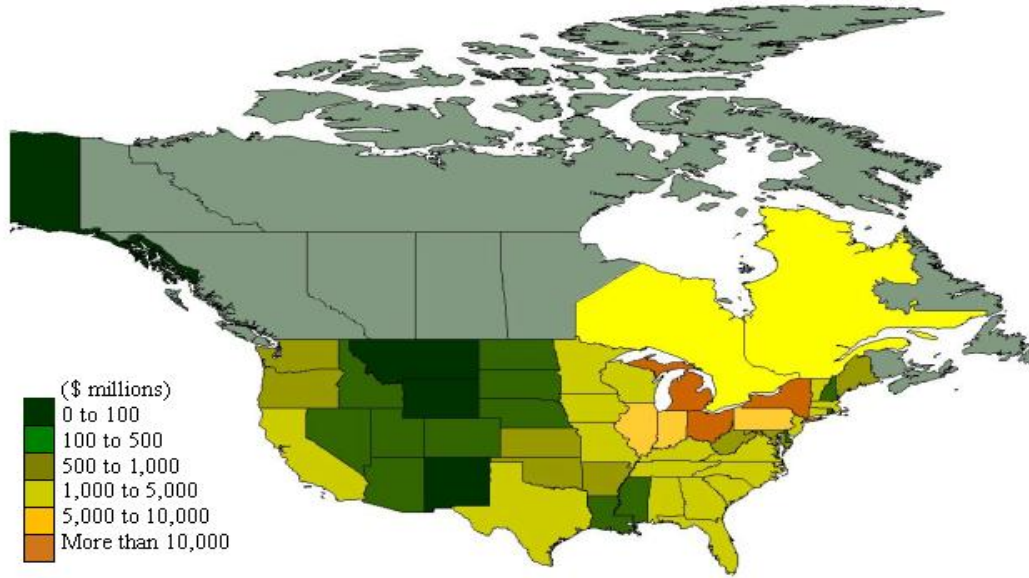 ($ millions)
0 to 100
100 to 500
500 to 1,000
1,000 to 5,000
5,000 to 10,000
More than 10,000